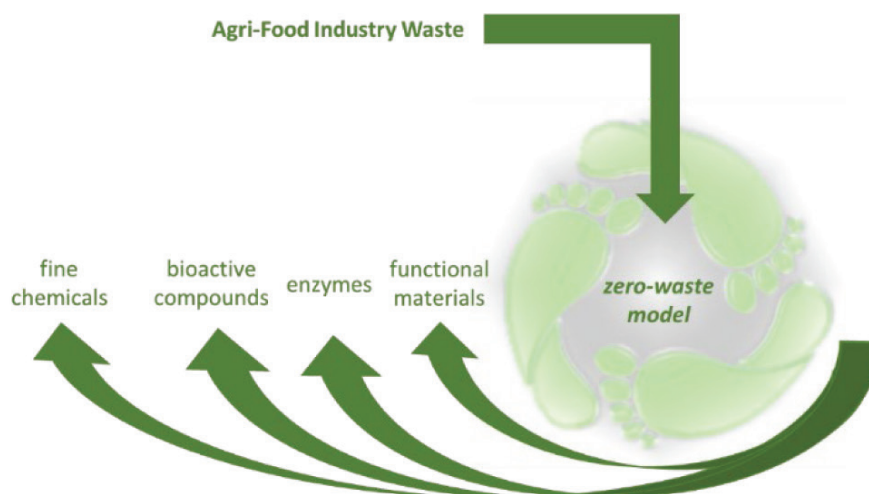 Agri-Food Industry Waste
fine
chemicals
bioactive
compounds
enzymes
functional
materials
zero-waste
model